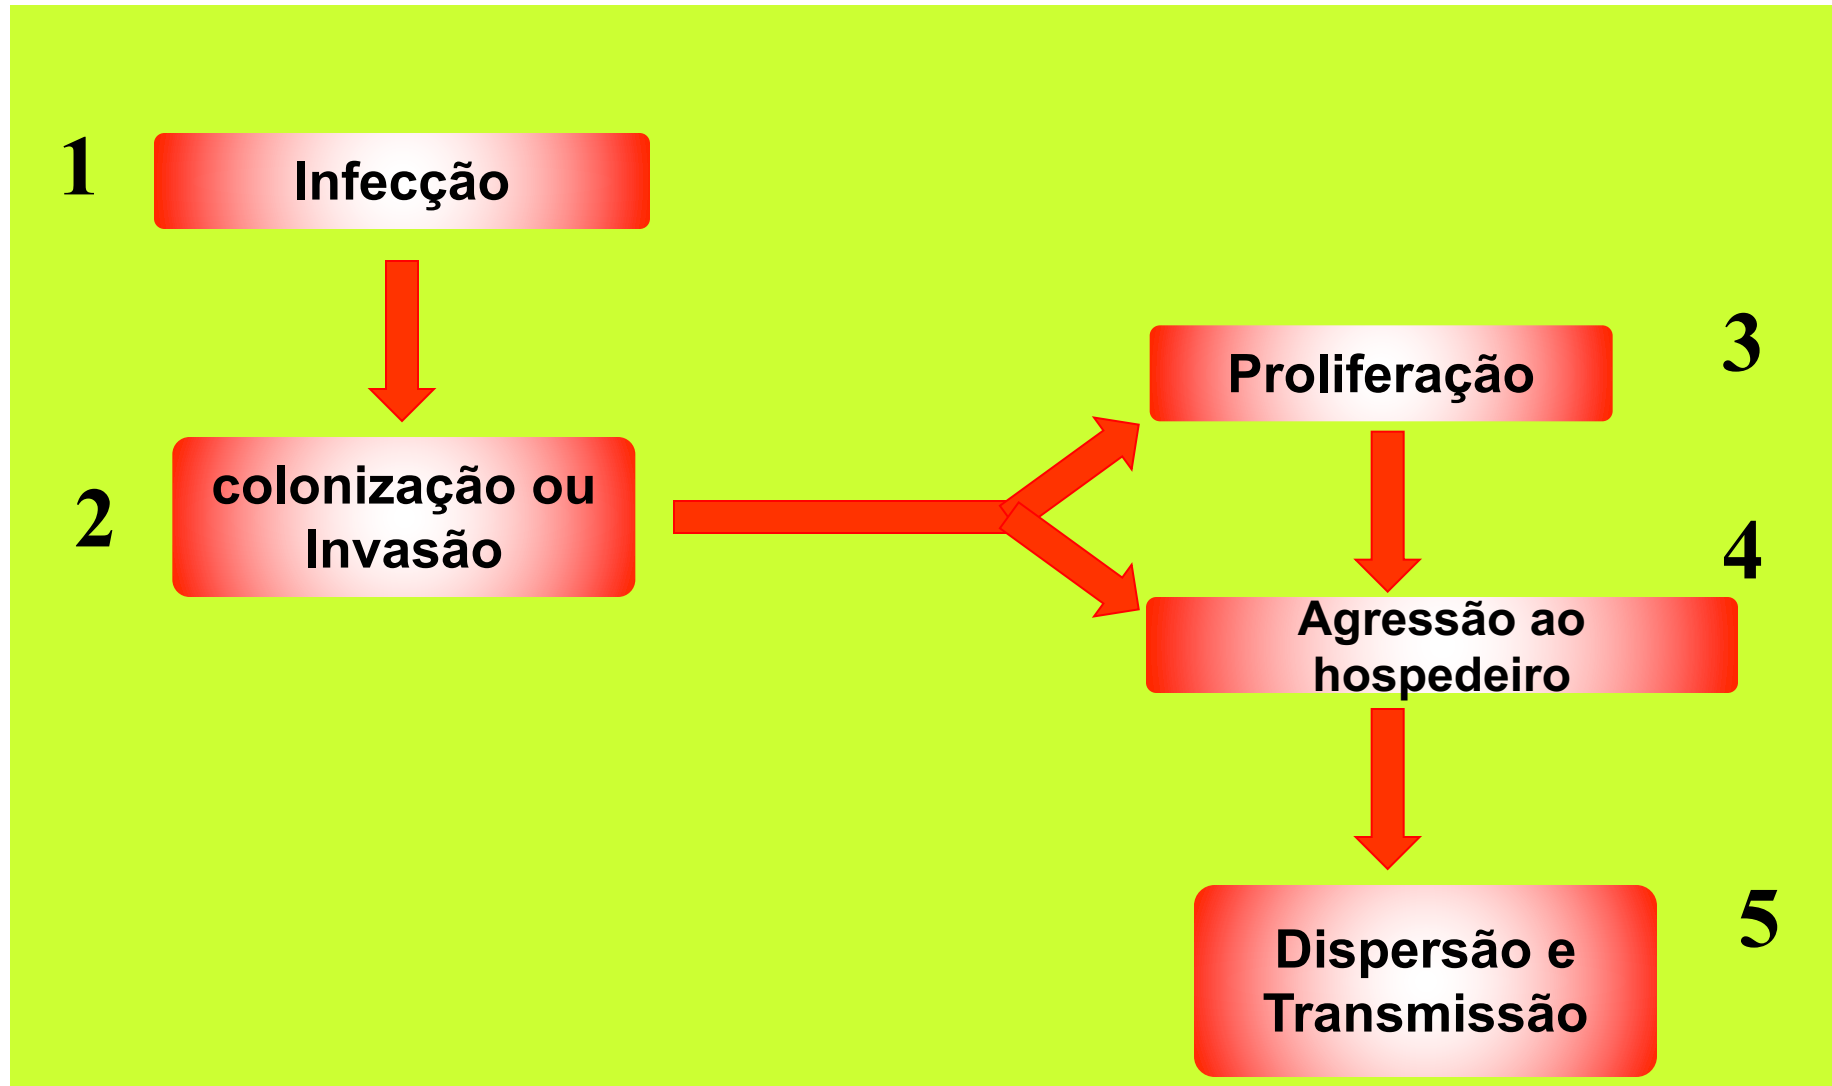 1
Infecção
2
colonização ou
Invasão
3
Proliferação
4
Agressão ao
hospedeiro
5
Dispersão e
Transmissão